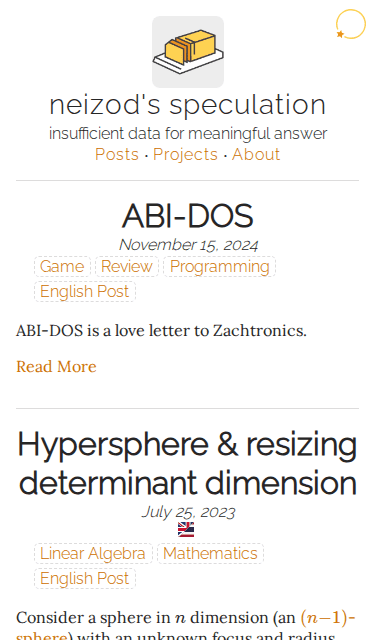 neizod's speculation
insufficient data for meaningful answer
Posts · Projects · About
ABI-DOS
November 15, 2024
Game Review Programming
English Post
ABI-DOS is a love letter to Zachtronics.
Read More
Hypersphere & resizing
determinant dimension
July 25, 2023
Linear Algebra Mathematics
English Post
Consider a sphere in n dimension (an (n−1)-
sphere) with an unknown focus and radius